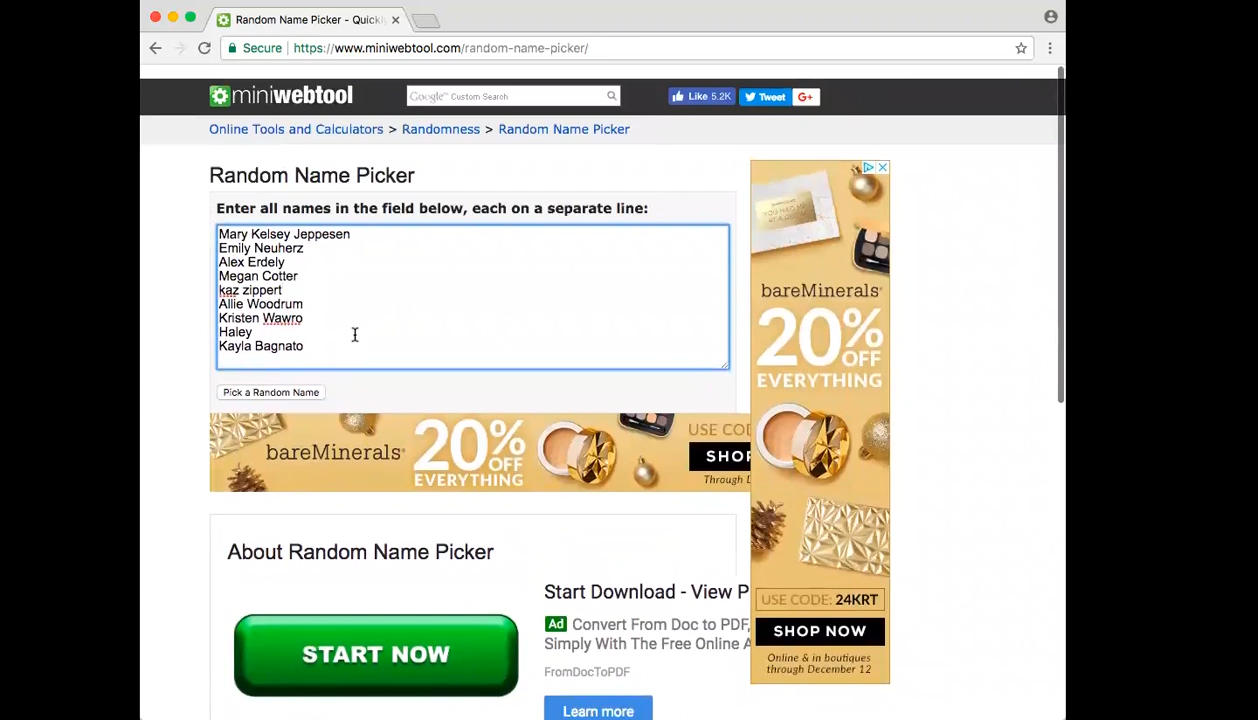 Random Name Picker - Quickl
Secure https://www.miniwebtool.com/random-name-picker/
miniwebtool
Google™ Custom Search
Like 5.2K
Tweet
G+
Online Tools and Calculators > Randomness > Random Name Picker
Random Name Picker
Enter all names in the field below, each on a separate line:
Mary Kelsey Jeppesen
Emily Neuherz
Alex Erdely
Megan Cotter
kaz zippert
Allie Woodrum
Kristen Wawro
Haley
Kayla Bagnato
Pick a Random Name
bareMinerals
20% OFF
EVERYTHING
USE COD
SHOP
Through D
About Random Name Picker
START NOW
Start Download - View P
Ad Convert From Doc to PDF,
Simply With The Free Online A
FromDocToPDF
Learn more
bareMinerals
20% OFF
EVERYTHING
USE CODE: 24KRT
SHOP NOW
Online & in boutiques
through December 12